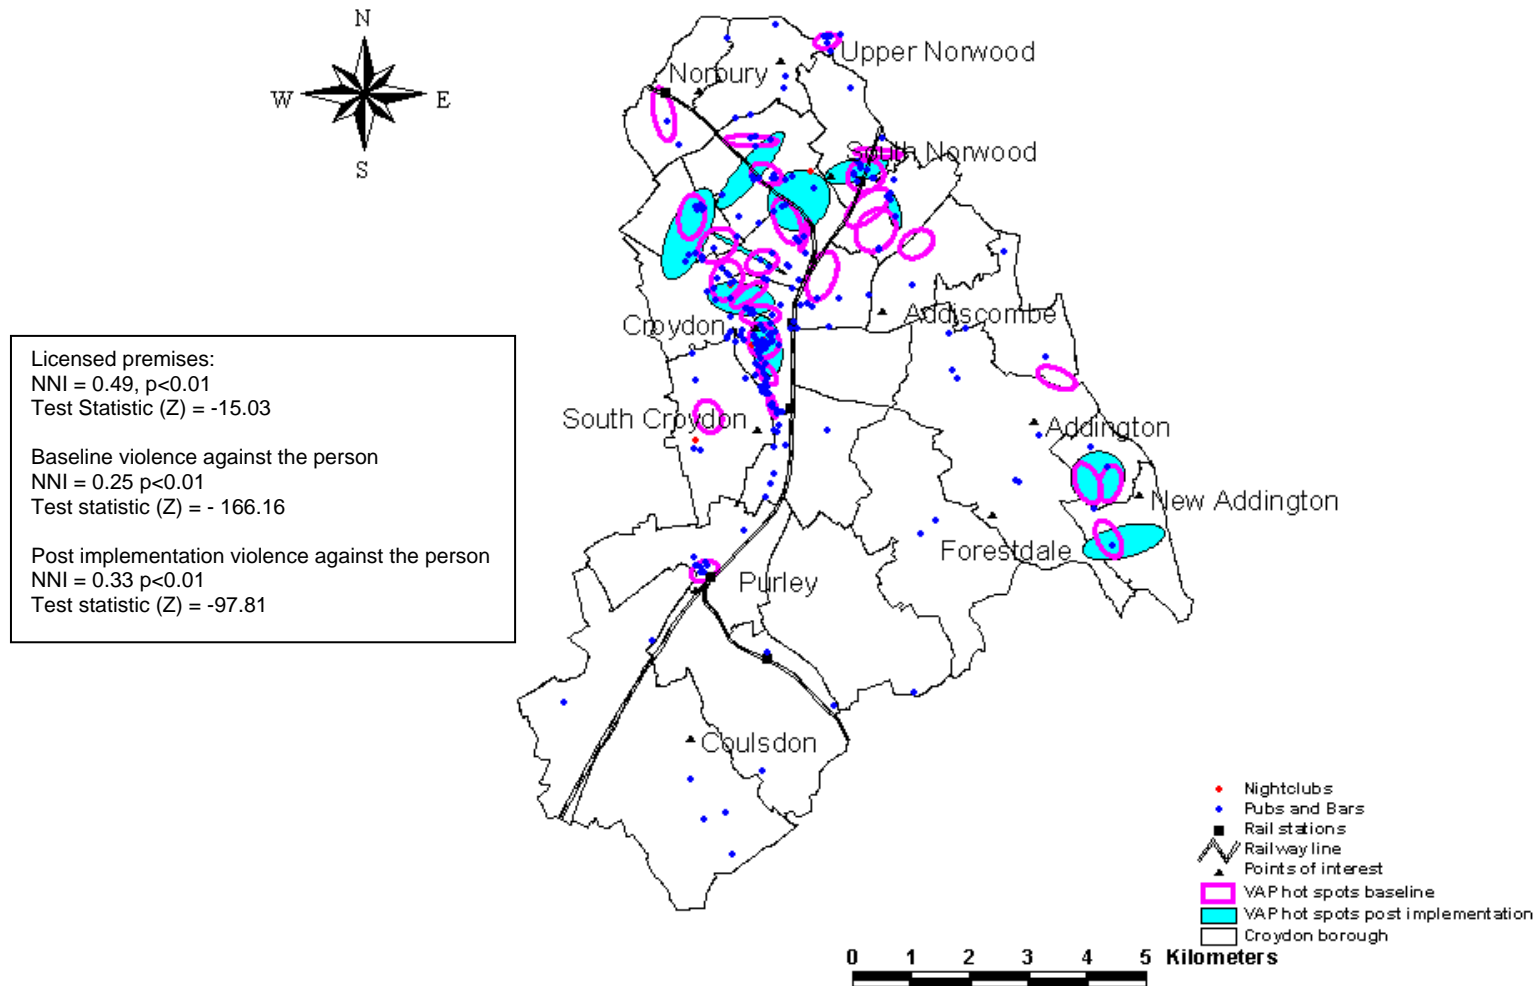 N
W
E
S
Upper Norwood
Norbury
South Norwood
Croydon
Addiscombe
South Croydon
Addington
New Addington
Forestdale
Purley
Coulsdon
Licensed premises:
NNI = 0.49, p<0.01
Test Statistic (Z) = -15.03
Baseline violence against the person
NNI = 0.25 p<0.01
Test statistic (Z) = - 166.16
Post implementation violence against the person
NNI = 0.33 p<0.01
Test statistic (Z) = -97.81
Nightclubs
Pubs and Bars
Rail stations
Railway line
Points of interest
VAP hot spots baseline
VAP hot spots post implementation
Croydon borough
0 1 2 3 4 5 Kilometers